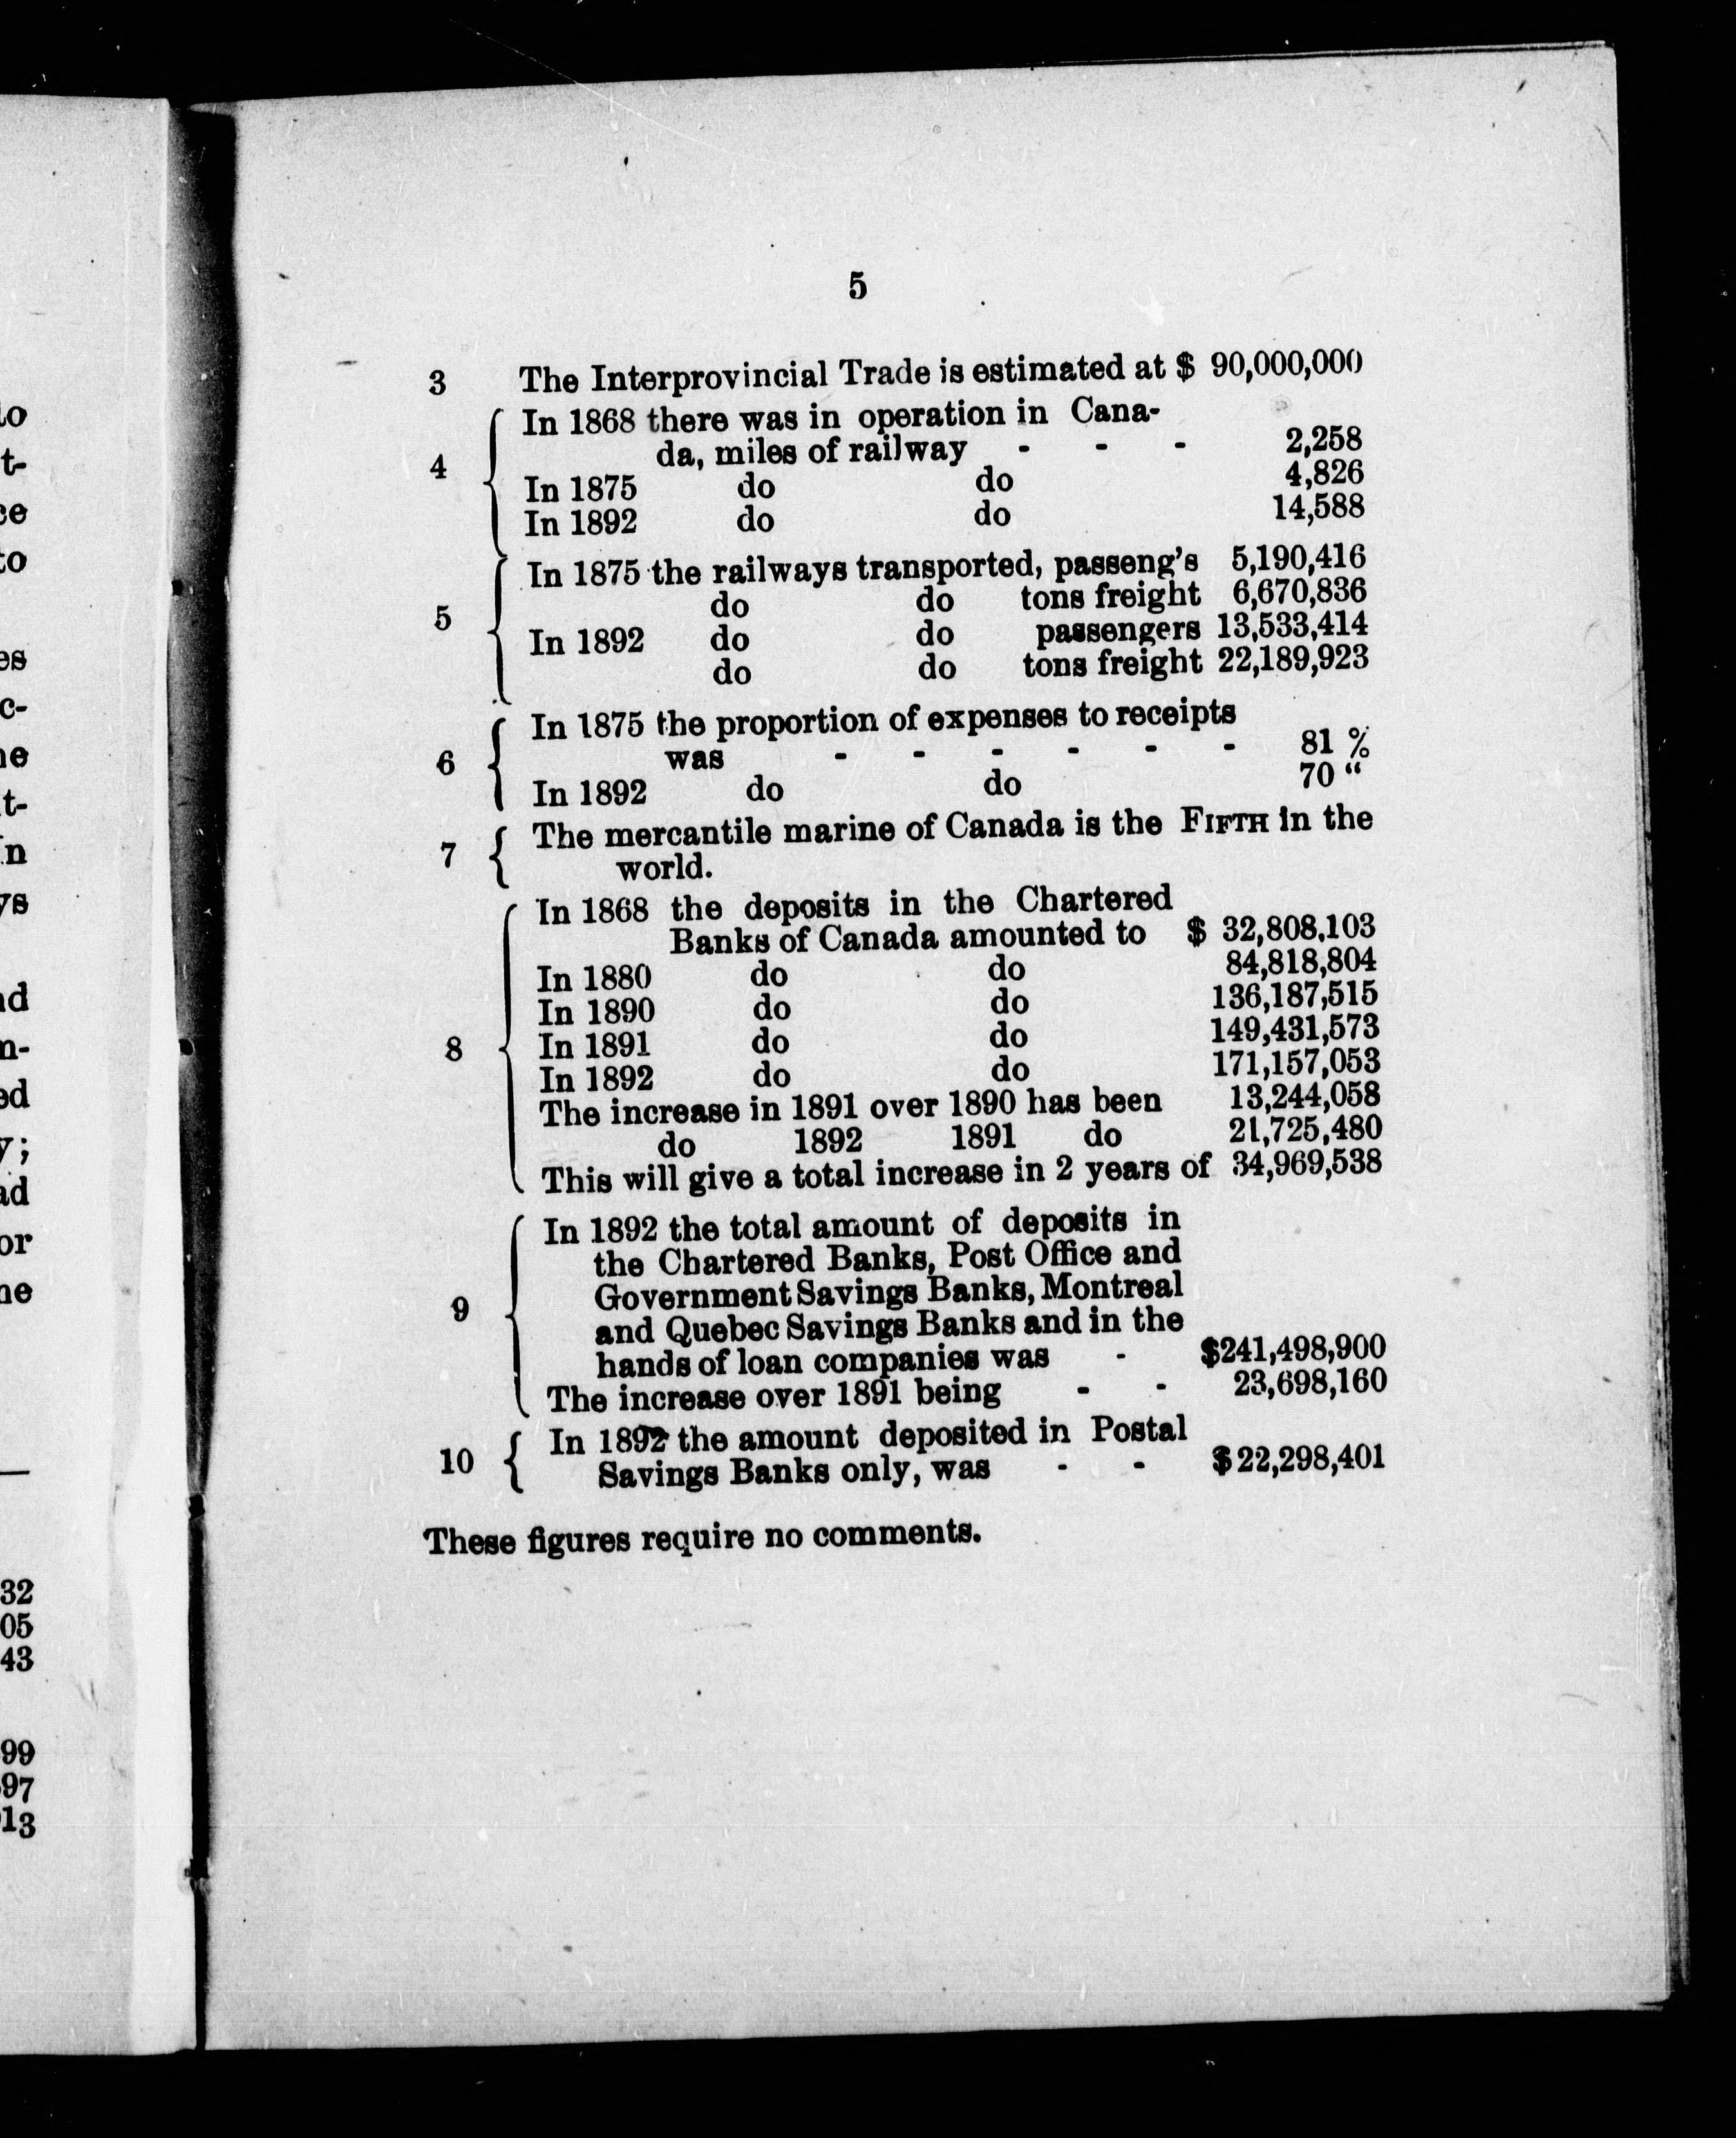 5
3 The Interprovincial Trade is estimated at $ 90,000,000
4 { In 1868 there was in operation in Cana-
da, miles of railway - - - 2,258
In 1875 do do 4,826
In 1892 do do 14,588
5 { In 1875 the railways transported, passeng's 5,190,416
do do tons freight 6,670,836
In 1892 do do passengers 13,533,414
do do tons freight 22,189,923
6 { In 1875 the proportion of expenses to receipts
was - - - - - - 81 %
In 1892 do do 70 “
7 { The mercantile marine of Canada is the FIFTH in the
world.
8 { In 1868 the deposits in the Chartered
Banks of Canada amounted to $ 32,808,103
In 1880 do do 84,818,804
In 1890 do do 136,187,515
In 1891 do do 149,431,573
In 1892 do do 171,157,053
The increase in 1891 over 1890 has been 13,244,058
do 1892 1891 do 21,725,480
This will give a total increase in 2 years of 34,969,538
9 { In 1892 the total amount of deposits in
the Chartered Banks, Post Office and
Government Savings Banks, Montreal
and Quebec Savings Banks and in the
hands of loan companies was - $241,498,900
The increase over 1891 being - - 23,698,160
10 { In 1892 the amount deposited in Postal
Savings Banks only, was - - $22,298,401
These figures require no comments.